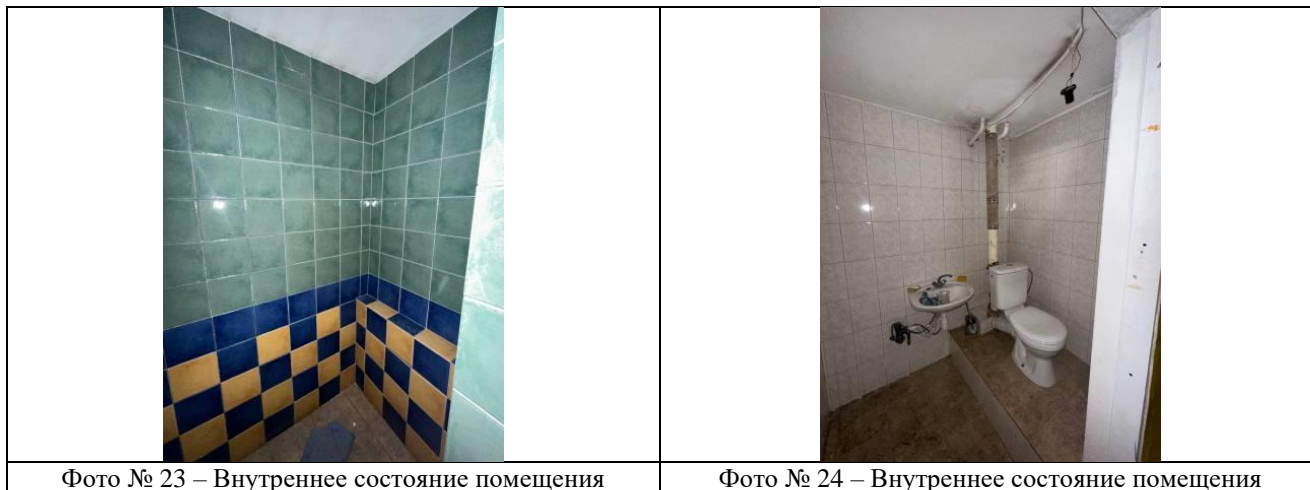 Фото № 23 – Внутреннее состояние помещения
Фото № 24 – Внутреннее состояние помещения